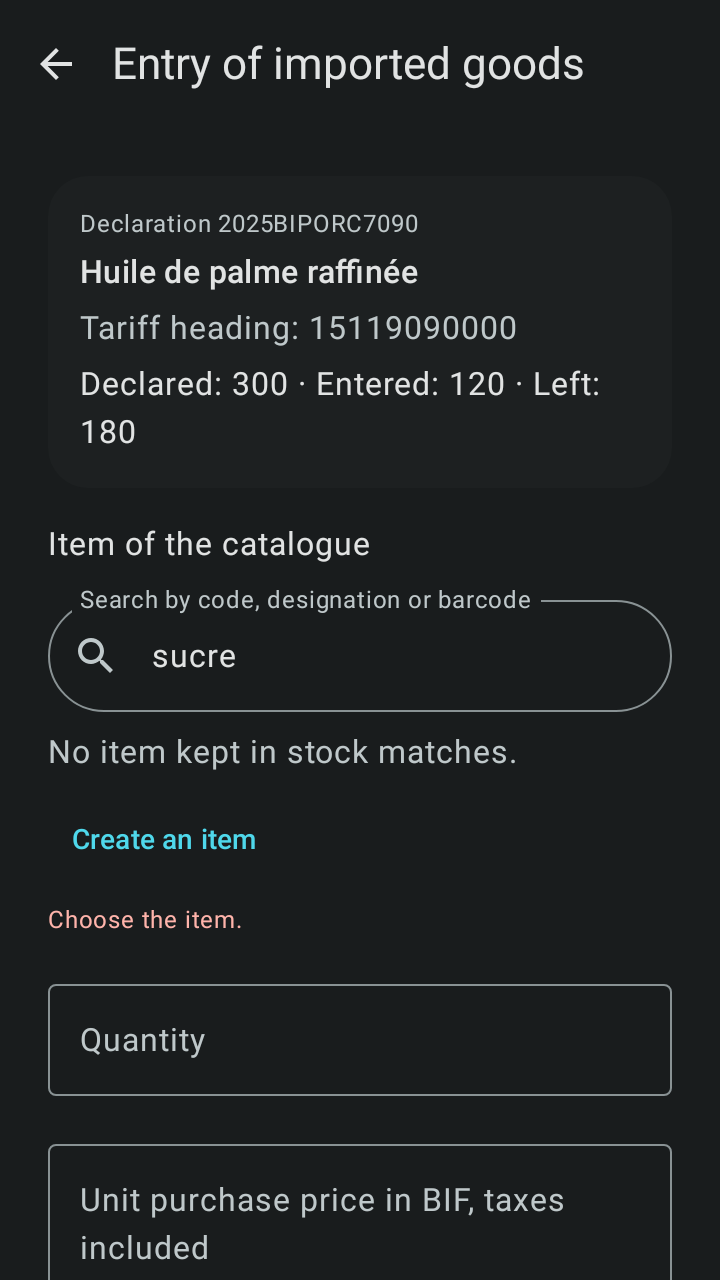 Entry of imported goods
Declaration 2025BIPORC7090
Huile de palme raffinée
Tariff heading: 15119090000
Declared: 300 · Entered: 120 · Left:
180
Item of the catalogue
Search by code, designation or barcode
sucre
No item kept in stock matches.
Create an item
Choose the item.
Quantity
Unit purchase price in BIF, taxes
included